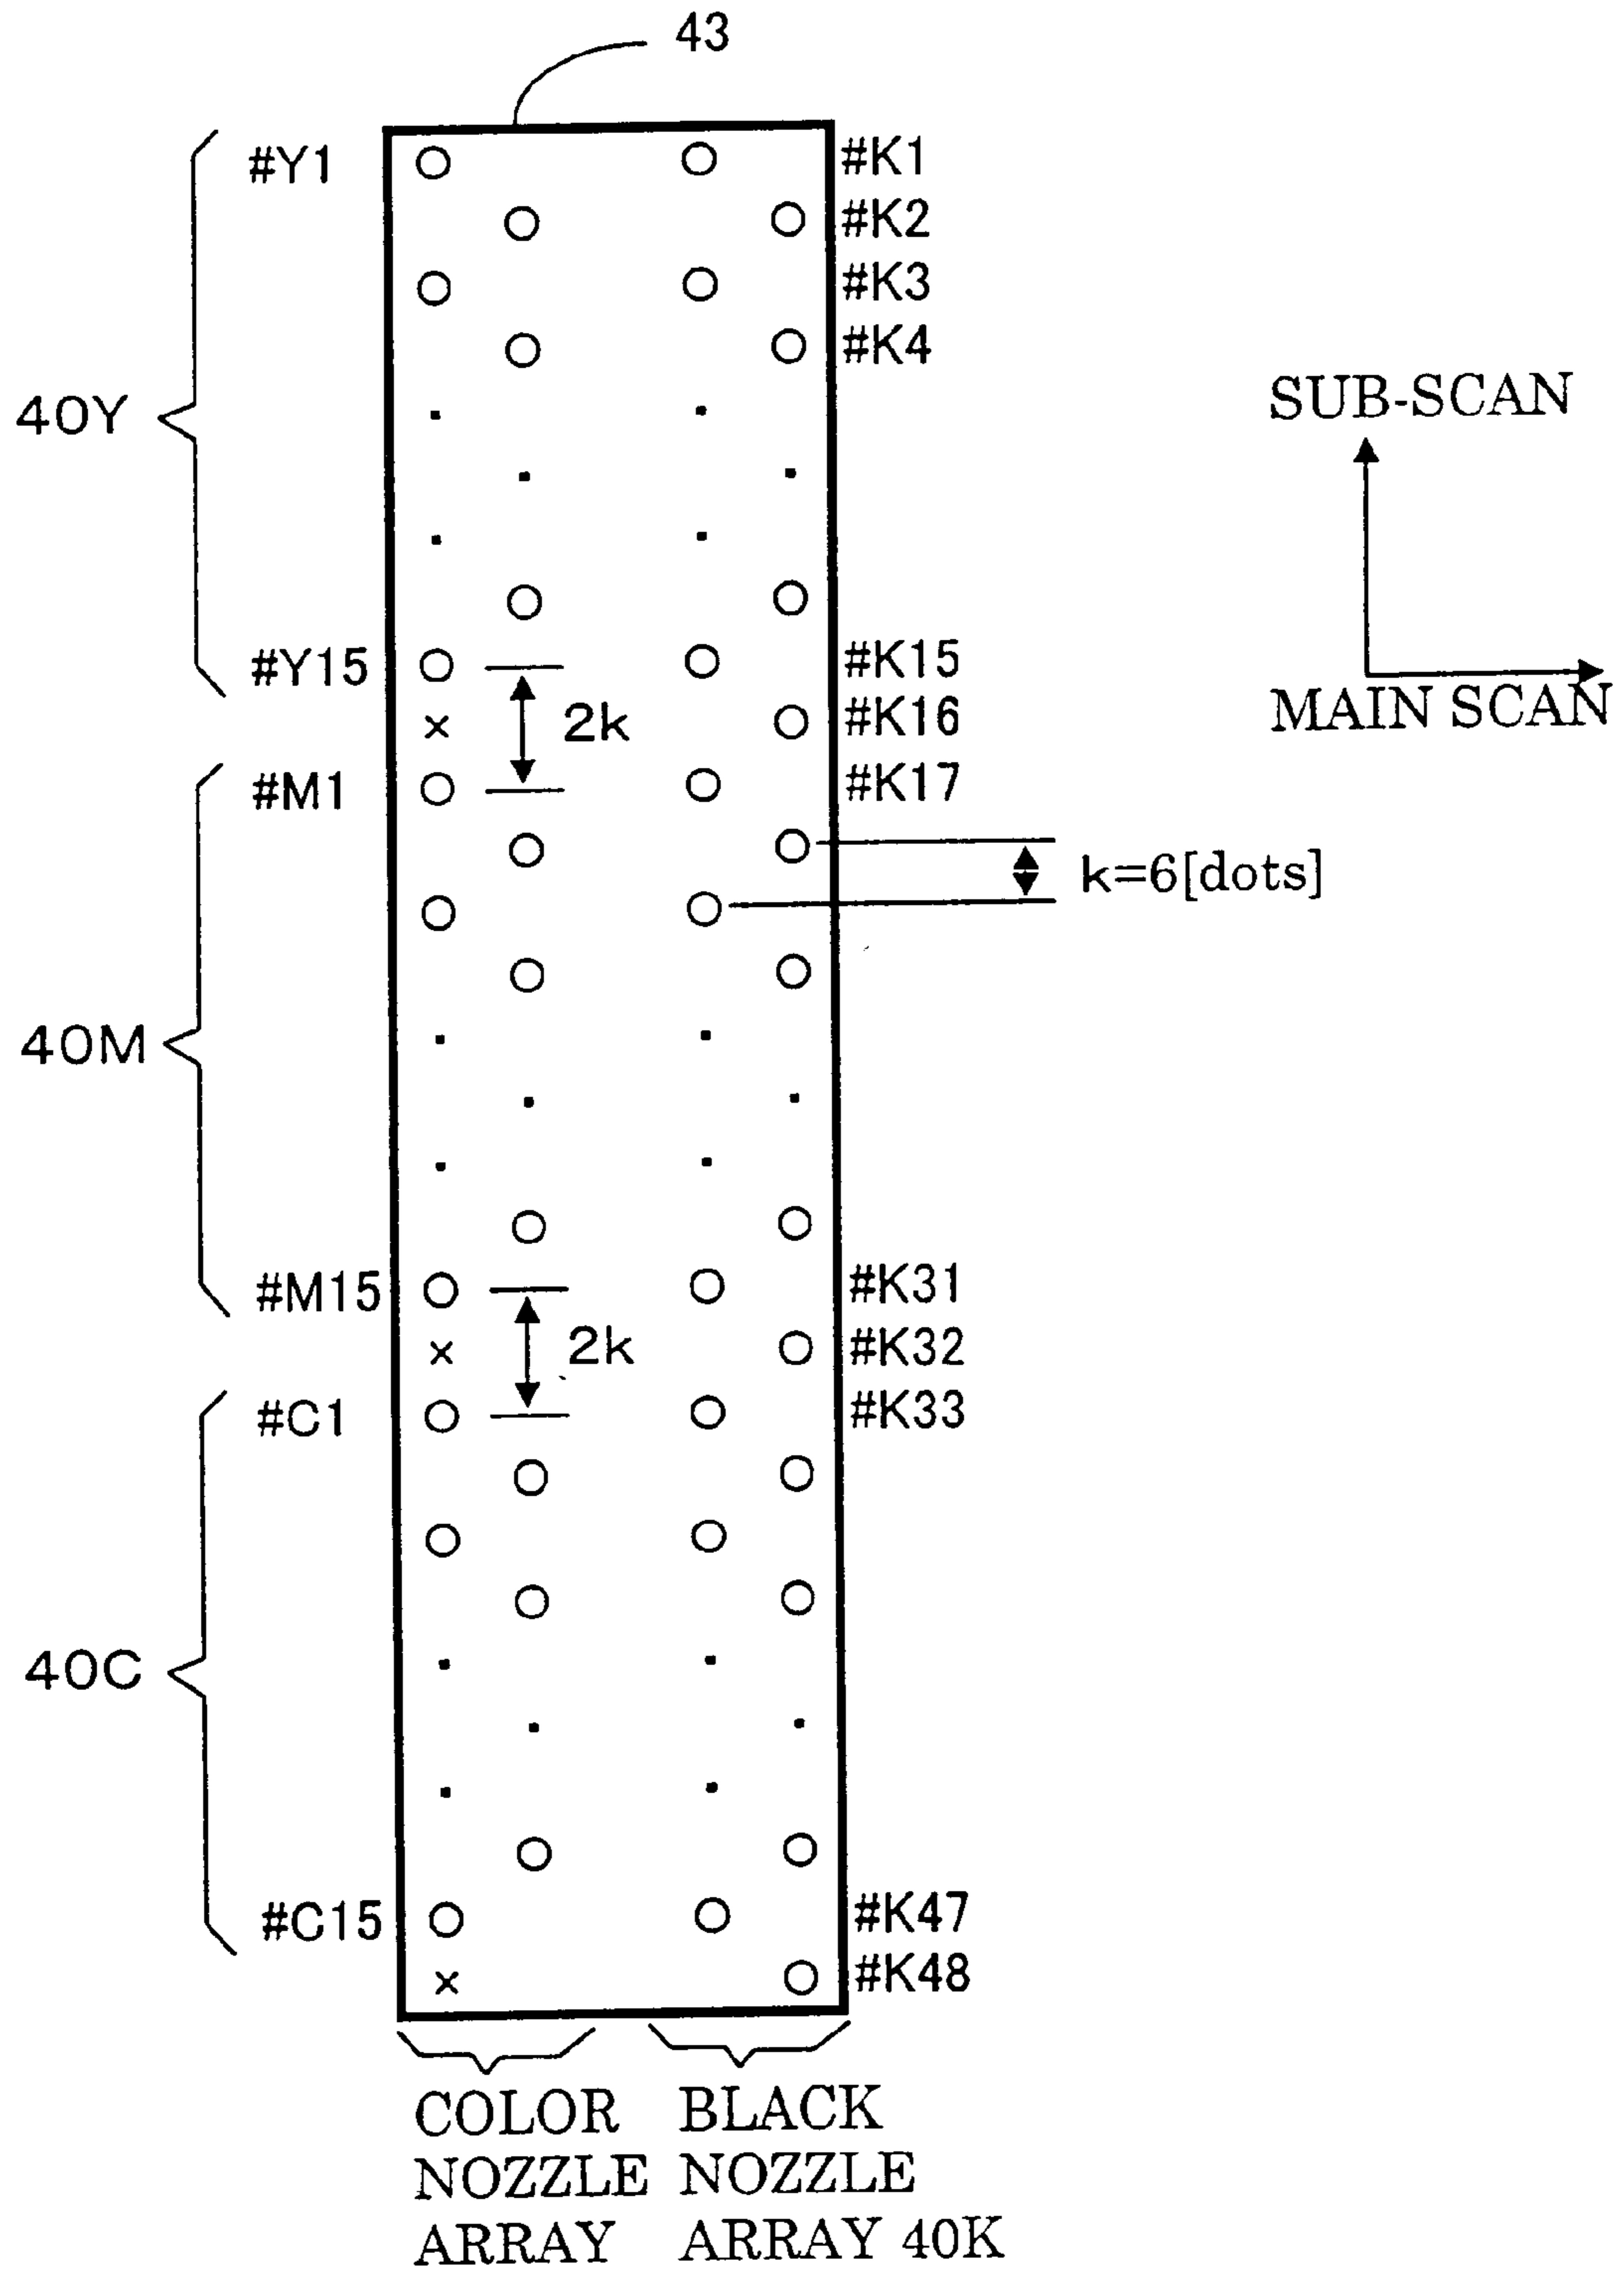 43
#Y1
#K1
#K2
#K3
#K4
40Y
SUB-SCAN
MAIN SCAN
#Y15
#K15
×
2k
#K16
#M1
#K17
k=6[dots]
40M
#M15
#K31
×
2k
#K32
#C1
#K33
40C
#C15
#K47
×
#K48
COLOR
NOZZLE
ARRAY
BLACK
NOZZLE
ARRAY 40K